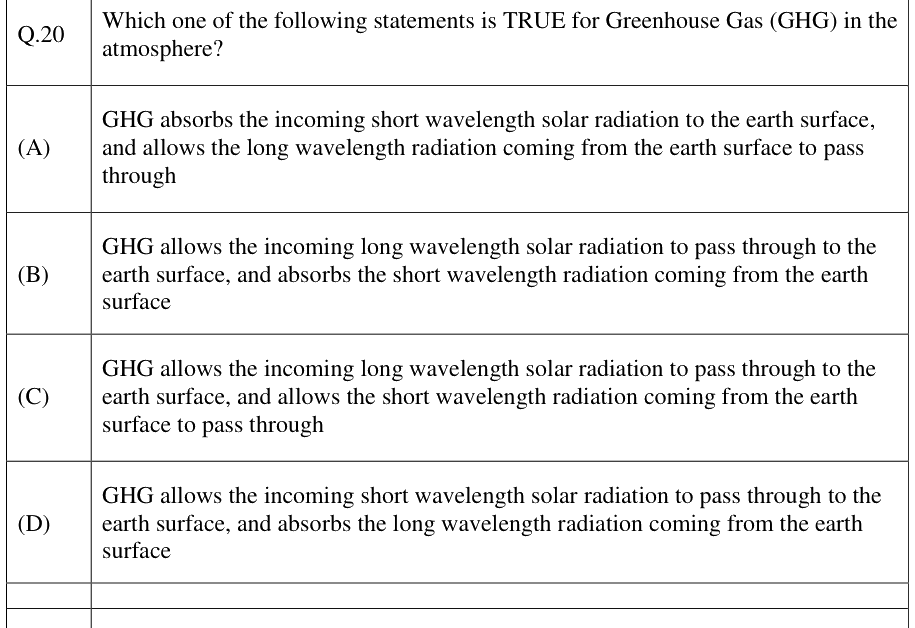 Q.20
Which one of the following statements is TRUE for Greenhouse Gas (GHG) in the
atmosphere?
(A)
GHG absorbs the incoming short wavelength solar radiation to the earth surface,
and allows the long wavelength radiation coming from the earth surface to pass
through
(B)
GHG allows the incoming long wavelength solar radiation to pass through to the
earth surface, and absorbs the short wavelength radiation coming from the earth
surface
(C)
GHG allows the incoming long wavelength solar radiation to pass through to the
earth surface, and allows the short wavelength radiation coming from the earth
surface to pass through
(D)
GHG allows the incoming short wavelength solar radiation to pass through to the
earth surface, and absorbs the long wavelength radiation coming from the earth
surface